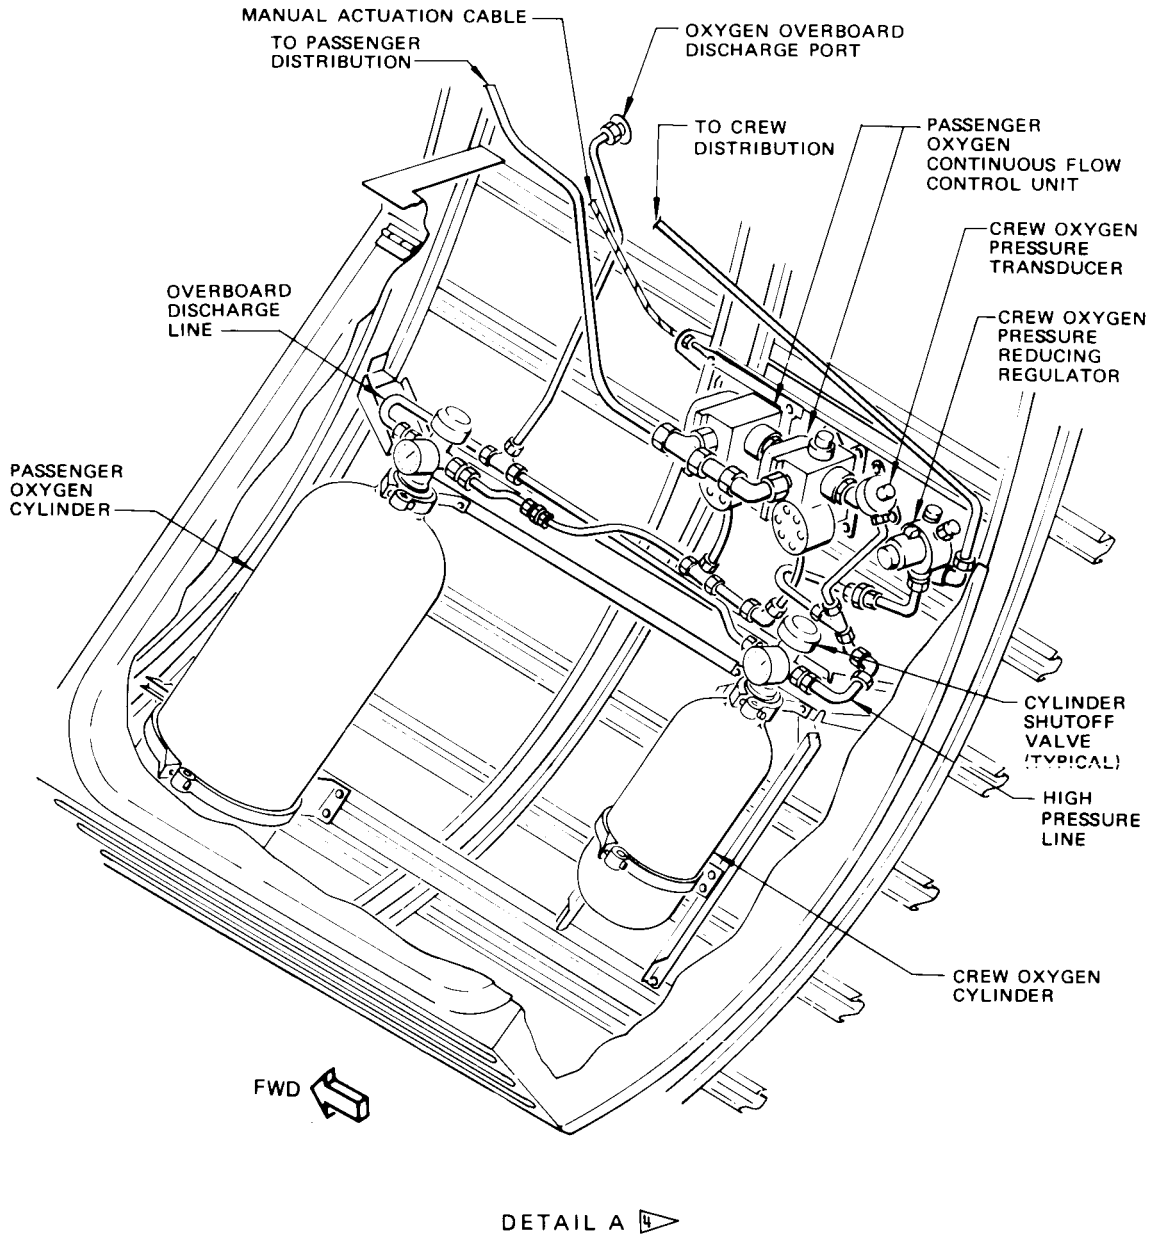 MANUAL ACTUATION CABLE
TO PASSENGER
DISTRIBUTION
OXYGEN OVERBOARD
DISCHARGE PORT
TO CREW
DISTRIBUTION
PASSENGER
OXYGEN
CONTINUOUS FLOW
CONTROL UNIT
CREW OXYGEN
PRESSURE
TRANSDUCER
OVERBOARD
DISCHARGE
LINE
CREW OXYGEN
PRESSURE
REDUCING
REGULATOR
PASSENGER
OXYGEN
CYLINDER
CYLINDER
SHUTOFF
VALVE
(TYPICAL)
HIGH
PRESSURE
LINE
CREW OXYGEN
CYLINDER
FWD
DETAIL A 4